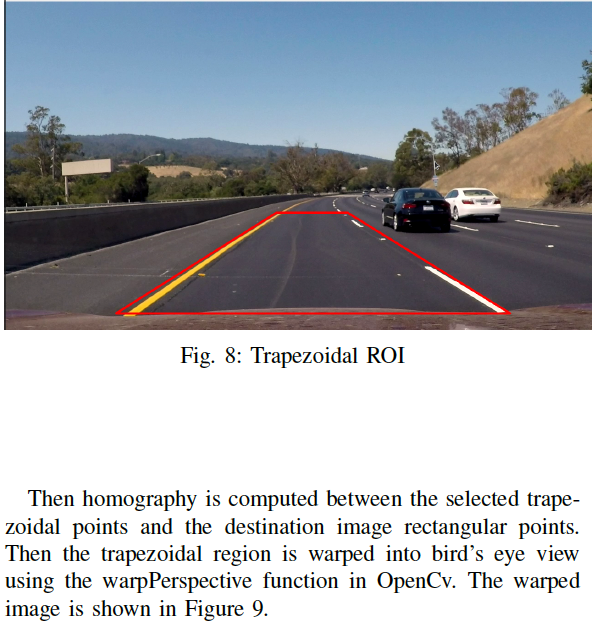 Fig. 8: Trapezoidal ROI
Then homography is computed between the selected trape-
zoidal points and the destination image rectangular points.
Then the trapezoidal region is warped into bird's eye view
using the warpPerspective function in OpenCv. The warped
image is shown in Figure 9.